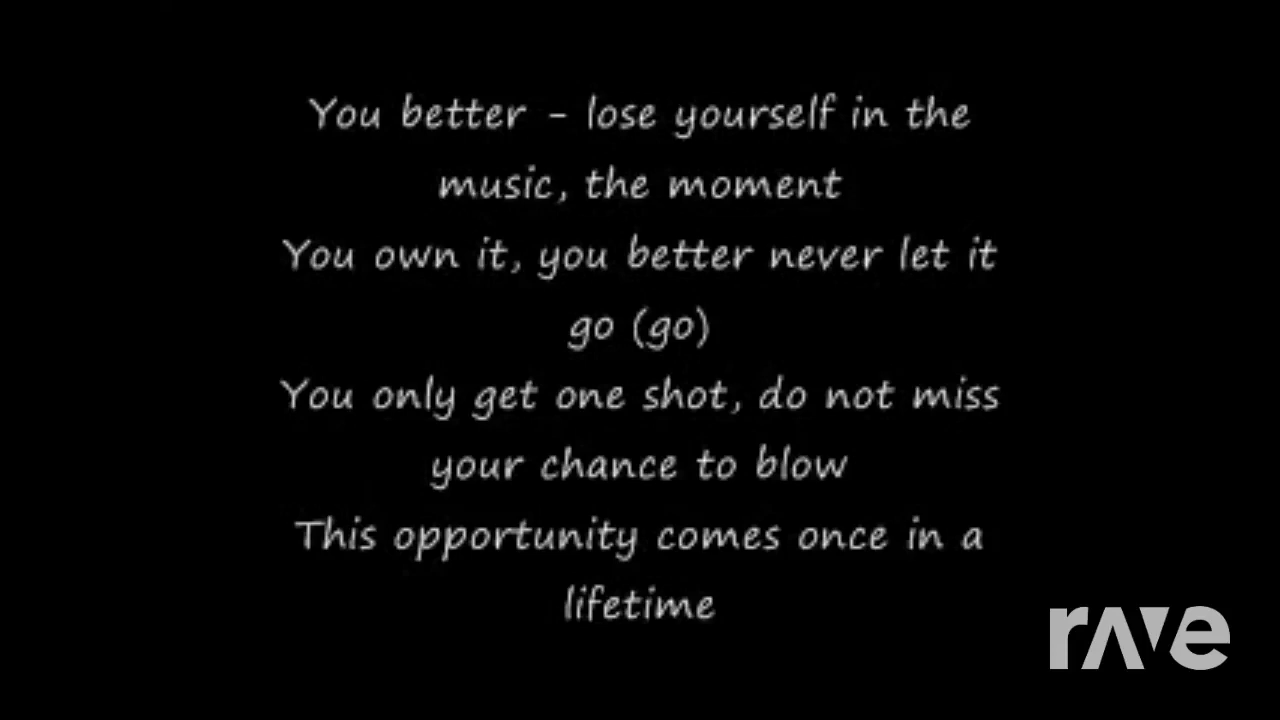 You better - lose yourself in the
music, the moment
You own it, you better never let it
go (go)
You only get one shot, do not miss
your chance to blow
This opportunity comes once in a
lifetime
rave